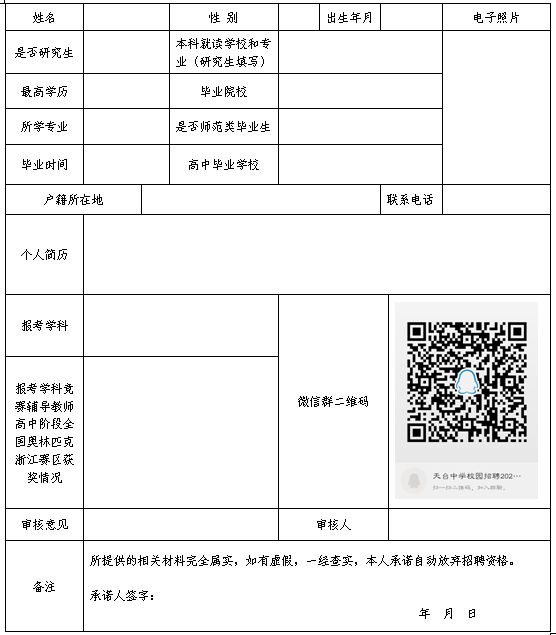 姓名 性 别 出生年月 电子照片
是否研究生 本科就读学校和专
业（研究生填写）
最高学历 毕业院校
所学专业 是否师范类毕业生
毕业时间 高中毕业学校
户籍所在地 联系电话
个人简历
报考学科
报考学科竞
赛辅导教师
高中阶段全
国奥林匹克
浙江赛区获
奖情况
微信群二维码
天台中学校园招聘202…
扫一扫二维码，加入群聊。
审核意见 审核人
备注
所提供的相关材料完全属实，如有虚假，一经查实，本人承诺自动放弃招聘资格。
承诺人签字：
年 月 日